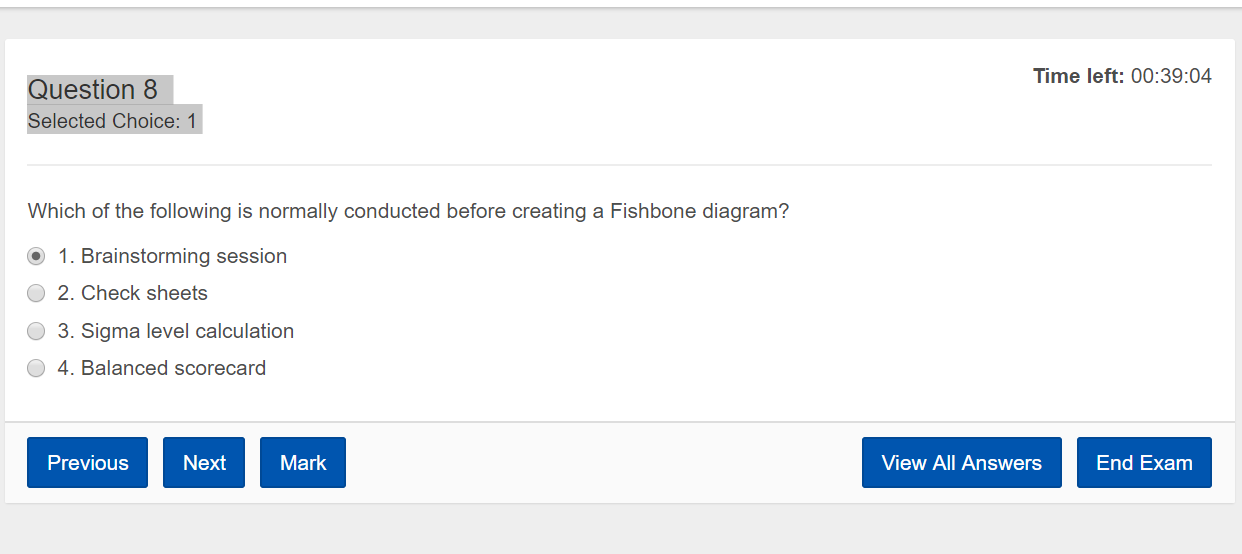 Question 8
Time left: 00:39:04
Selected Choice: 1
Which of the following is normally conducted before creating a Fishbone diagram?
1. Brainstorming session
2. Check sheets
3. Sigma level calculation
4. Balanced scorecard
Previous Next Mark View All Answers End Exam